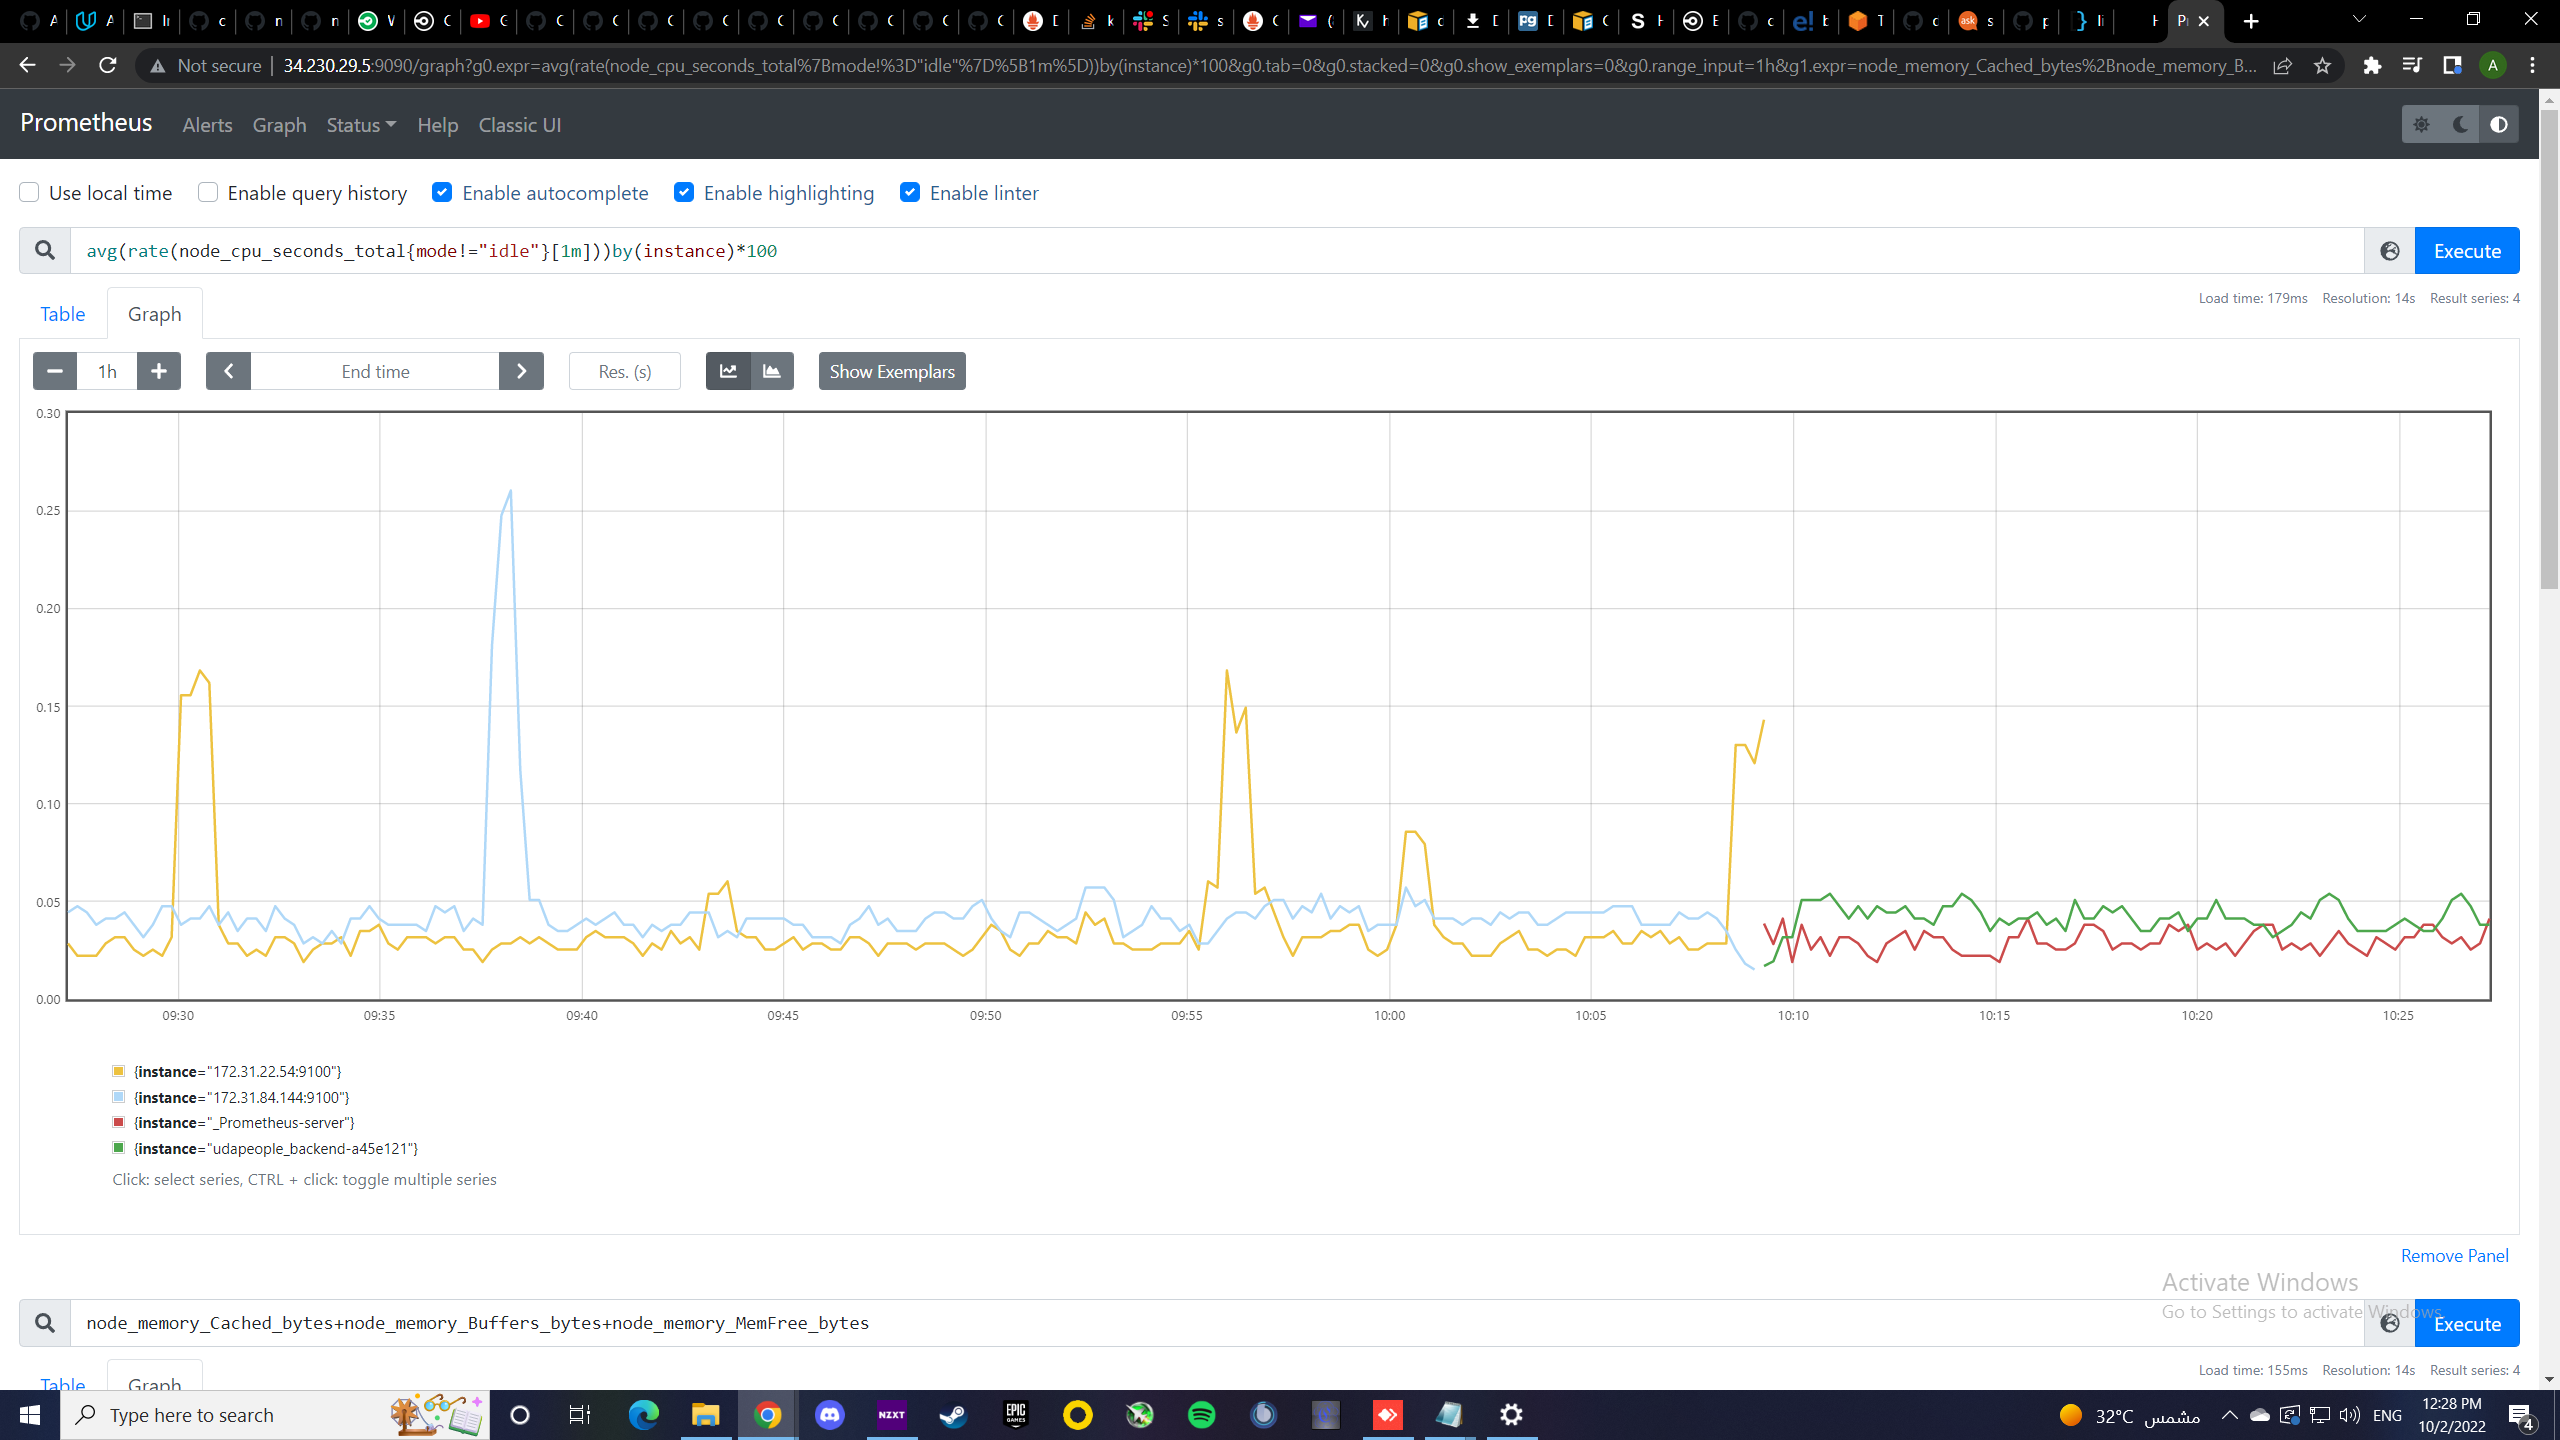 Not secure | 34.230.29.5:9090/graph?g0.expr=avg(rate(node_cpu_seconds_total%7Bmode!%3D"idle"%7D%5B1m%5D))by(instance)*100&g0.tab=0&g0.stacked=0&g0.show_exemplars=0&g0.range_input=1h&g1.expr=node_memory_Cached_bytes%2Bnode_memory_B...
A
Prometheus Alerts Graph Status Help Classic UI
Use local time Enable query history Enable autocomplete Enable highlighting Enable linter
avg(rate(node_cpu_seconds_total{mode!="idle"}[1m]))by(instance)*100
Execute
Table Graph
Load time: 179ms Resolution: 14s Result series: 4
1h End time Res. (s) Show Exemplars
0.30
0.25
0.20
0.15
0.10
0.05
0.00
09:30 09:35 09:40 09:45 09:50 09:55 10:00 10:05 10:10 10:15 10:20 10:25
{instance="172.31.22.54:9100"}
{instance="172.31.84.144:9100"}
{instance="_Prometheus-server"}
{instance="udapeople_backend-a45e121"}
Click: select series, CTRL + click: toggle multiple series
Remove Panel
Activate Windows
Go to Settings to activate Windows.
node_memory_Cached_bytes+node_memory_Buffers_bytes+node_memory_MemFree_bytes
Execute
Table Graph
Load time: 155ms Resolution: 14s Result series: 4
Type here to search
NZXT
EPIC GAMES
32°C مشمس
ENG
12:28 PM
10/2/2022
4